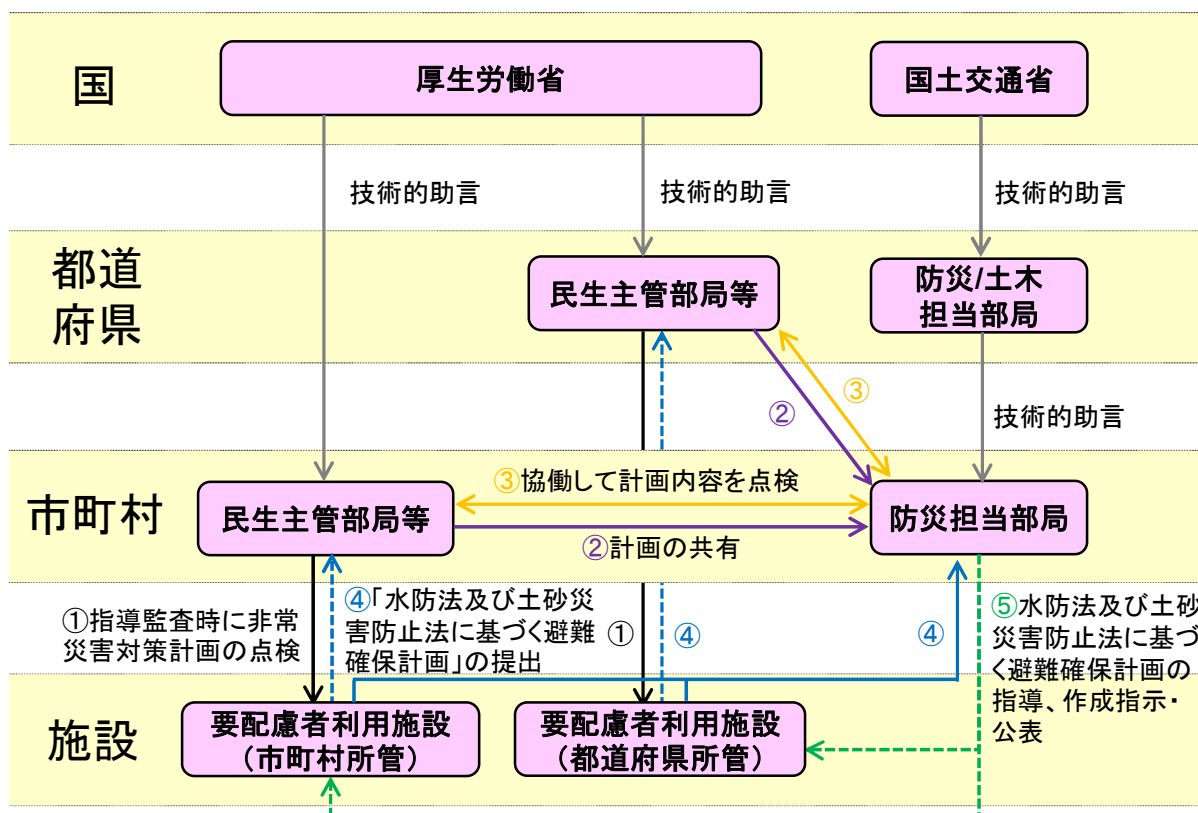 国
厚生労働省
国土交通省
技術的助言
技術的助言
技術的助言
都道
府県
民生主管部局等
防災/土木
担当部局
③
②
技術的助言
市町村
③協働して計画内容を点検
民生主管部局等
防災担当部局
②計画の共有
①指導監査時に非常
災害対策計画の点検
④「水防法及び土砂災
害防止法に基づく避難
確保計画」の提出
①
④
④
⑤水防法及び土砂
災害防止法に基づ
く避難確保計画の
指導、作成指示・
公表
施設
要配慮者利用施設
（市町村所管）
要配慮者利用施設
（都道府県所管）